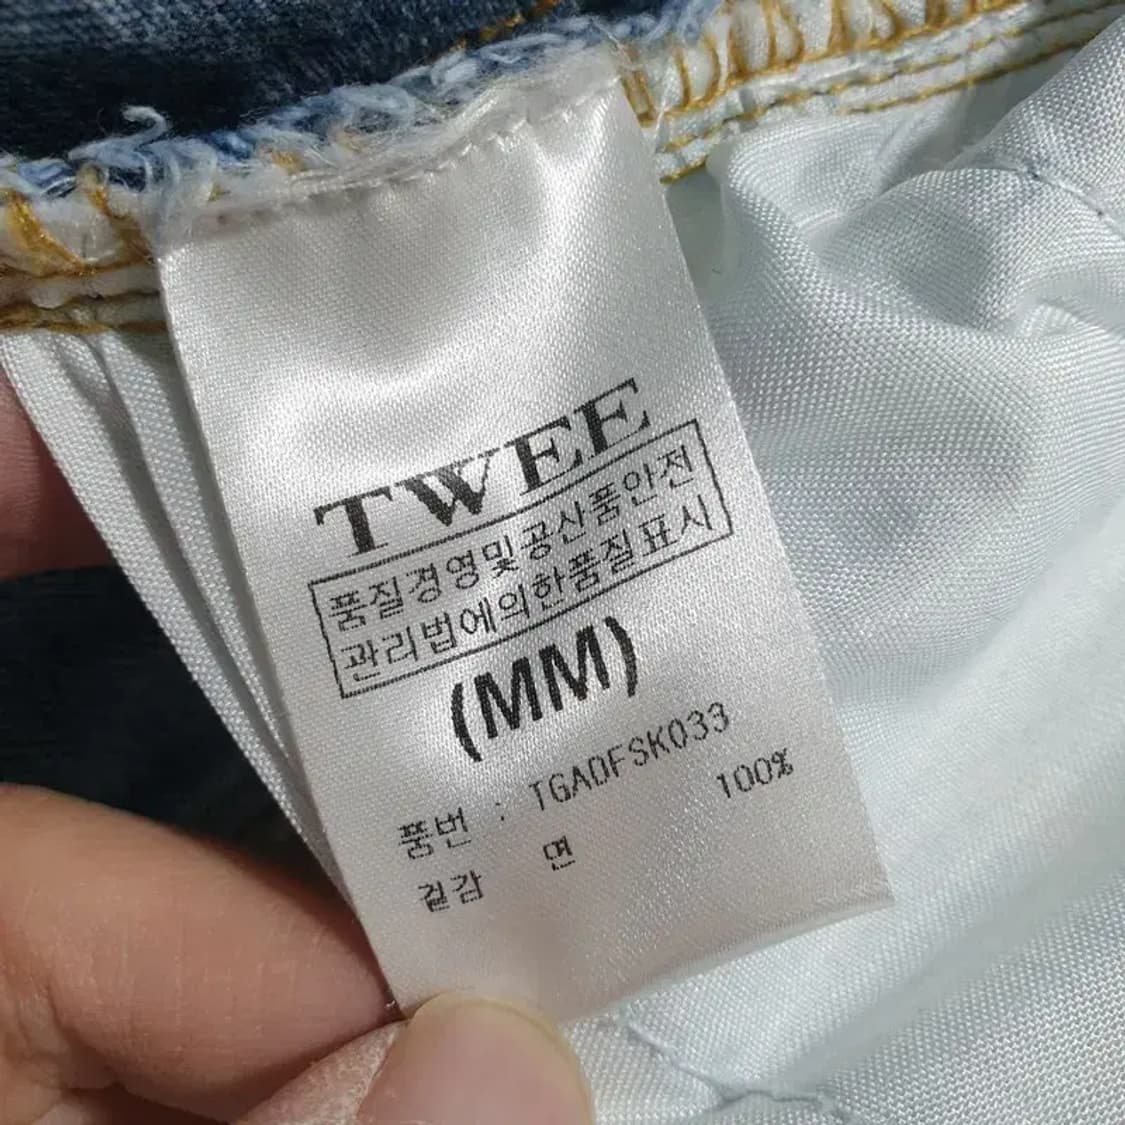 TWEE
품질경영및공산품안전
관리법에의한품질표시
(MM)
품번 : TGADFSK033
겉감 면 100%